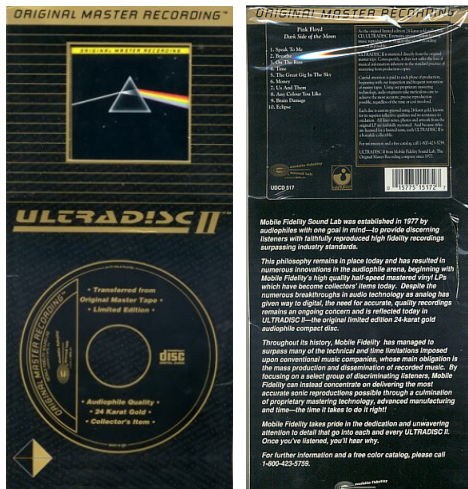 ORIGINAL MASTER RECORDING™
ORIGINAL MASTER RECORDING
ULTRADISC II™
ORIGINAL MASTER RECORDING™
• Transferred from
Original Master Tape •
• Limited Edition •
disc
DIGITAL AUDIO
• Audiophile Quality •
• 24 Karat Gold •
• Collector's Item •
ORIGINAL MASTER RECORDING™
Pink Floyd
Dark Side of the Moon
1. Speak To Me
2. Breathe
3. On The Run
4. Time
5. The Great Gig In The Sky
6. Money
7. Us And Them
8. Any Colour You Like
9. Brain Damage
10. Eclipse
UDCD 517
9 15775 15172 7
Mobile Fidelity Sound Lab was established in 1977 by
audiophiles with one goal in mind—to provide discerning
listeners with faithfully reproduced high fidelity recordings
surpassing industry standards.
This philosophy remains in place today and has resulted in
numerous innovations in the audiophile arena, beginning with
Mobile Fidelity's high quality half-speed mastered vinyl LPs
which have become collectors' items today. Despite the
numerous breakthroughs in audio technology as analog has
given way to digital, the need for accurate, quality recordings
remains an ongoing concern and is reflected today in
ULTRADISC II—the original limited edition 24-karat gold
audiophile compact disc.
Throughout its history, Mobile Fidelity has managed to
surpass many of the technical and time limitations imposed
upon conventional music companies, whose main obligation is
the mass production and dissemination of recorded music. By
focusing on a select group of discriminating listeners, Mobile
Fidelity can instead concentrate on delivering the most
accurate sonic reproductions possible through a culmination
of proprietary mastering technology, advanced manufacturing
and time—the time it takes to do it right!
Mobile Fidelity takes pride in the dedication and unwavering
attention to detail that go into each and every ULTRADISC II.
Once you've listened, you'll hear why.
For further information and a free color catalog, please call
1-800-423-5759.